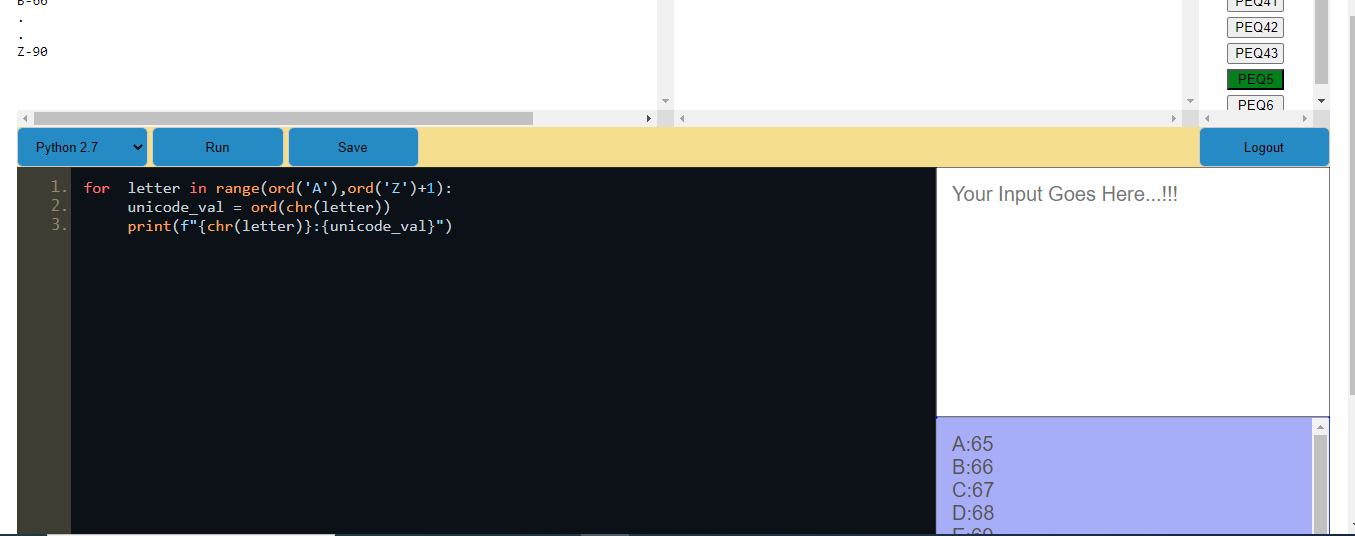 B-66
.
.
Z-90
PEQ41
PEQ42
PEQ43
PEQ5
PEQ6
Python 2.7
Run
Save
Logout
1. for  letter in range(ord('A'),ord('Z')+1):
2.      unicode_val = ord(chr(letter))
3.      print(f"{chr(letter)}:{unicode_val}")
Your Input Goes Here...!!!
A:65
B:66
C:67
D:68
E:69